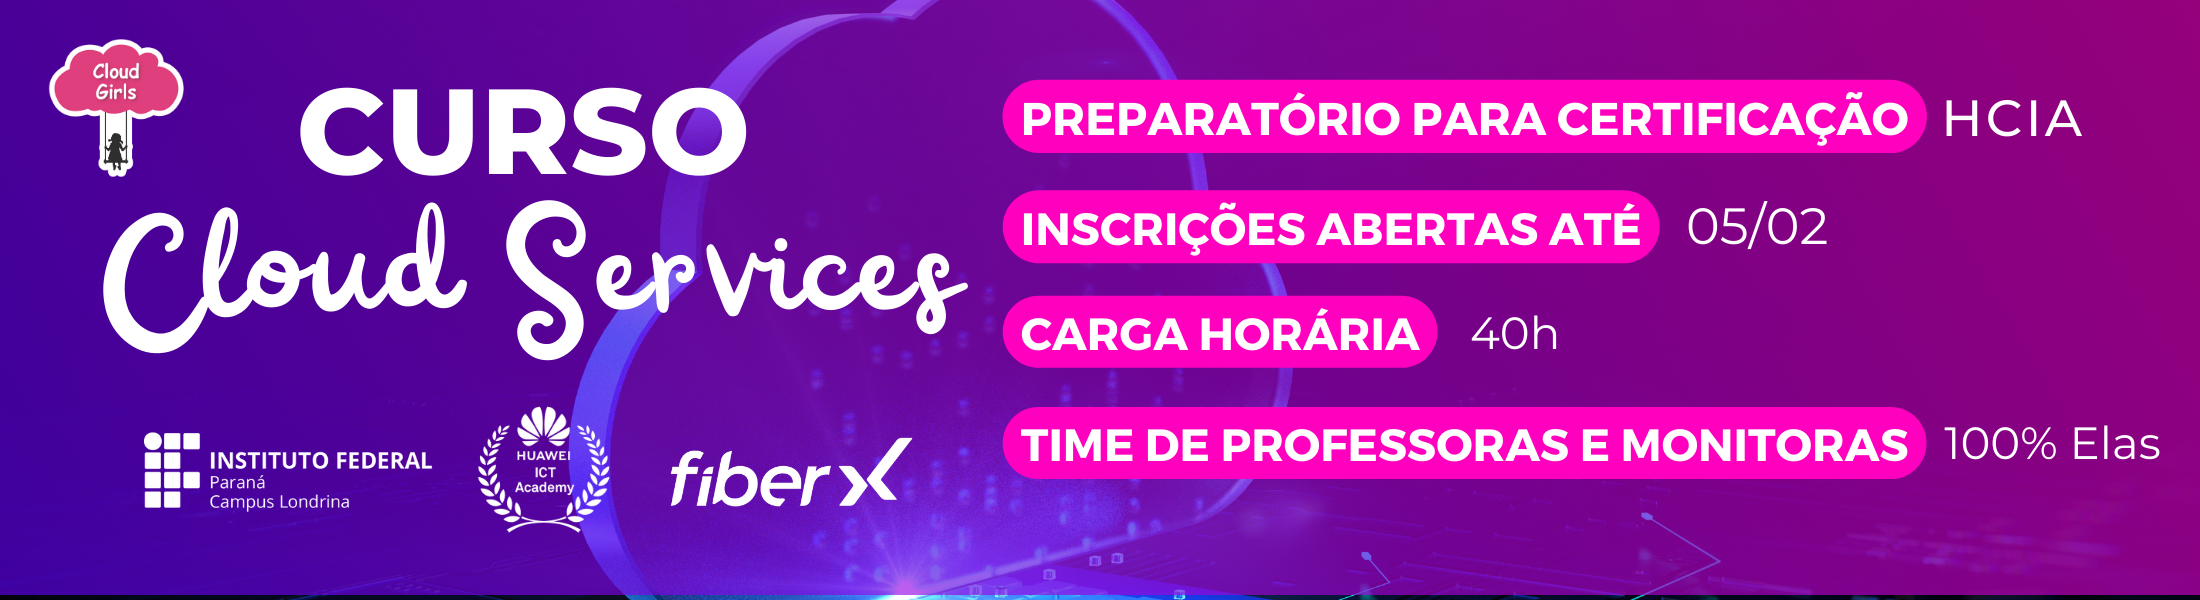 Cloud
Girls
CURSO
Cloud Services
INSTITUTO FEDERAL
Paraná
Campus Londrina
HUAWEI
ICT
Academy
fiberx
PREPARATÓRIO PARA CERTIFICAÇÃO HCIA
INSCRIÇÕES ABERTAS ATÉ 05/02
CARGA HORÁRIA 40h
TIME DE PROFESSORAS E MONITORAS 100% Elas